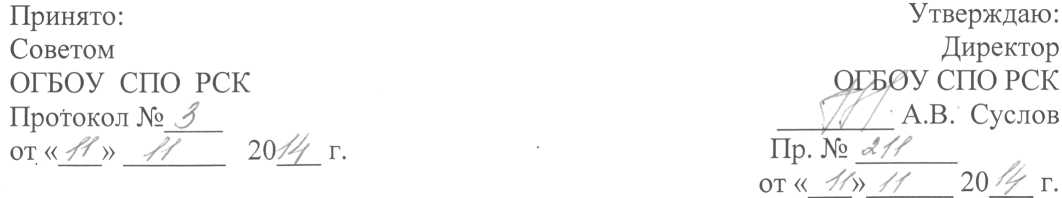 Принято:
Советом
ОГБОУ СПО РСК
Протокол № 3
от «11» 11 2014 г.
Утверждаю:
Директор
ОГБОУ СПО РСК
А.В. Суслов
Пр. № 211
от « 11» 11 2014 г.